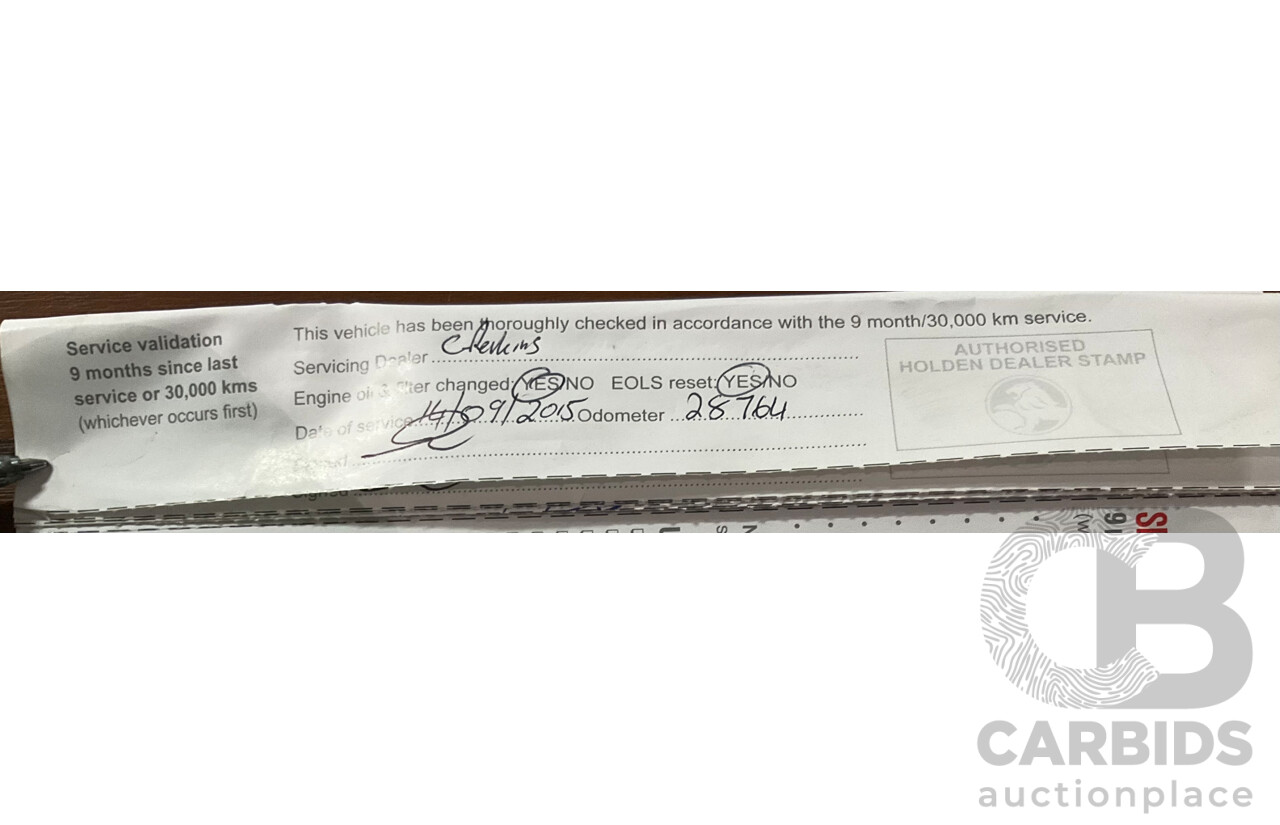 Service validation
9 months since last
service or 30,000 kms
(whichever occurs first)
This vehicle has been thoroughly checked in accordance with the 9 month/30,000 km service.
Servicing Dealer
Engine oil & filter changed: YES/NO EOLS reset: YES/NO
Date of service 14/09/2015 Odometer 28764
Signed
AUTHORISED
HOLDEN DEALER STAMP
CB
CARBIDS
auctionplace